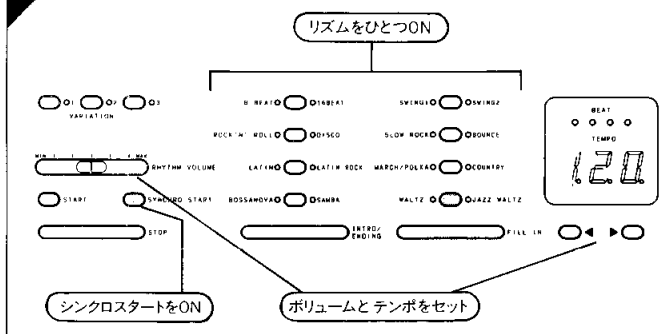 リズムをひとつON
1 2 3
VARIATION
8 BEAT 16BEAT
SWING1 SWING2
BEAT
ROCK'N' ROLL DISCO
SLOW ROCK BOUNCE
TEMPO
1.2.0.
MIN MAX
RHYTHM VOLUME
LATIN LATIN ROCK
MARCH/POLKA COUNTRY
START SYNCHRO START
BOSSANOVA SAMBA
WALTZ JAZZ WALTZ
STOP
INTRO/
ENDING
FILL IN
シンクロスタートをON
ボリュームとテンポをセット